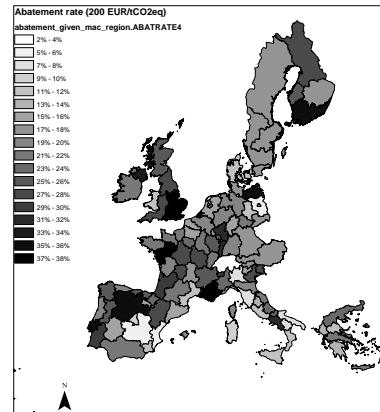 Abatement rate (200 EUR/tCO2eq)
abatement_given_mac_region.ABATRATE4
2% - 4%
5% - 6%
7% - 8%
9% - 10%
11% - 12%
13% - 14%
15% - 16%
17% - 18%
19% - 20%
21% - 22%
23% - 24%
25% - 26%
27% - 28%
29% - 30%
31% - 32%
33% - 34%
35% - 36%
37% - 38%
N